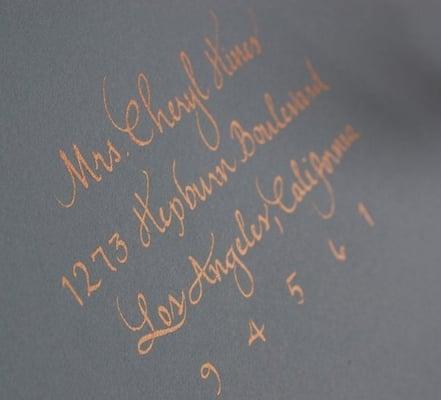 Mrs. Cheryl Hines
1273 Hepburn Boulevard
Los Angeles, California
9 4 5 6 1